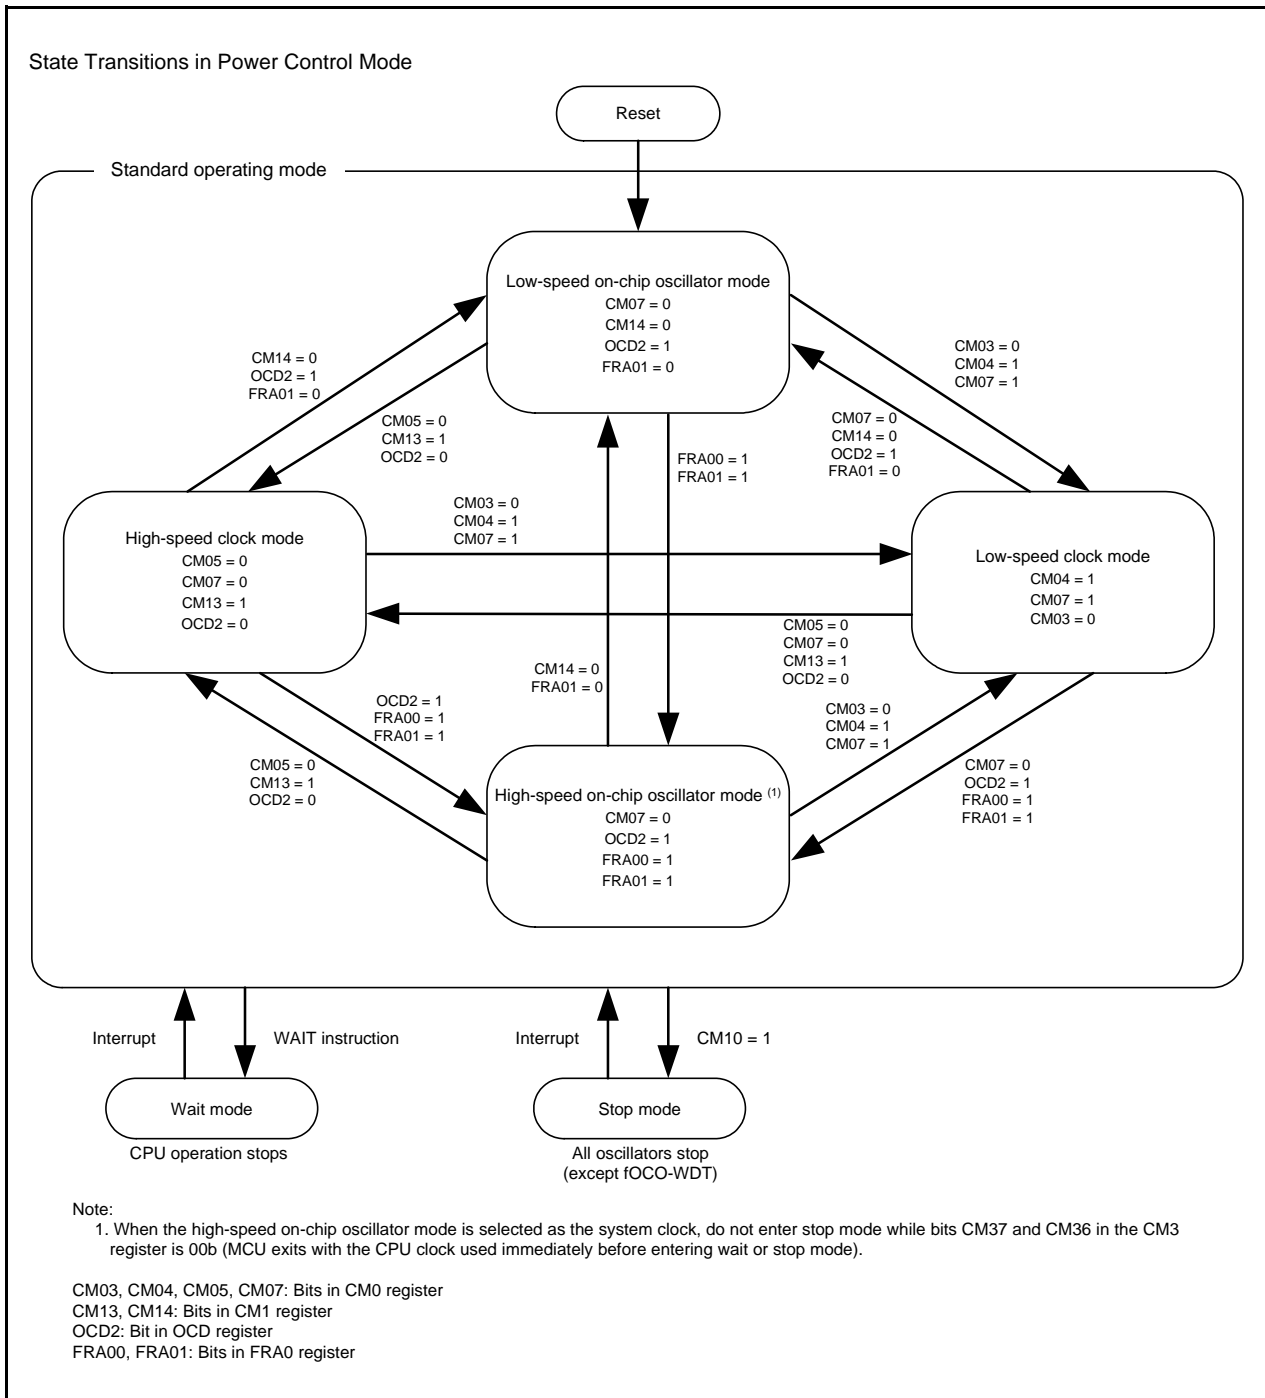 State Transitions in Power Control Mode
Reset
Standard operating mode
Low-speed on-chip oscillator mode
CM07 = 0
CM14 = 0
OCD2 = 1
FRA01 = 0
CM14 = 0
OCD2 = 1
FRA01 = 0
CM05 = 0
CM13 = 1
OCD2 = 0
CM03 = 0
CM04 = 1
CM07 = 1
CM07 = 0
CM14 = 0
OCD2 = 1
FRA01 = 0
FRA00 = 1
FRA01 = 1
High-speed clock mode
CM05 = 0
CM07 = 0
CM13 = 1
OCD2 = 0
CM03 = 0
CM04 = 1
CM07 = 1
Low-speed clock mode
CM04 = 1
CM07 = 1
CM03 = 0
CM05 = 0
CM07 = 0
CM13 = 1
OCD2 = 0
CM14 = 0
FRA01 = 0
OCD2 = 1
FRA00 = 1
FRA01 = 1
CM05 = 0
CM13 = 1
OCD2 = 0
CM03 = 0
CM04 = 1
CM07 = 1
CM07 = 0
OCD2 = 1
FRA00 = 1
FRA01 = 1
High-speed on-chip oscillator mode (1)
CM07 = 0
OCD2 = 1
FRA00 = 1
FRA01 = 1
Interrupt
WAIT instruction
Interrupt
CM10 = 1
Wait mode
Stop mode
CPU operation stops
All oscillators stop
(except fOCO-WDT)
Note:
1. When the high-speed on-chip oscillator mode is selected as the system clock, do not enter stop mode while bits CM37 and CM36 in the CM3
register is 00b (MCU exits with the CPU clock used immediately before entering wait or stop mode).
CM03, CM04, CM05, CM07: Bits in CM0 register
CM13, CM14: Bits in CM1 register
OCD2: Bit in OCD register
FRA00, FRA01: Bits in FRA0 register